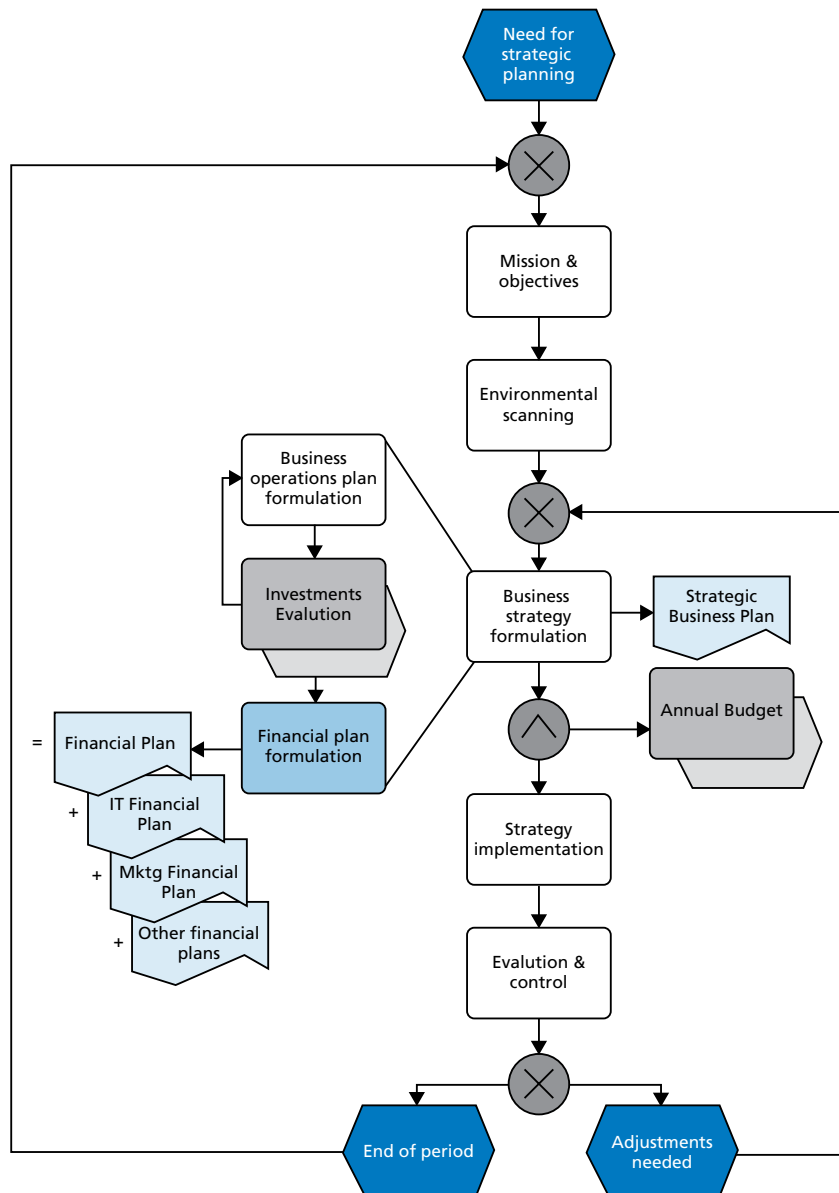 Need for
strategic
planning
Mission &
objectives
Environmental
scanning
Business
operations plan
formulation
Investments
Evalution
Business
strategy
formulation
Strategic
Business Plan
Annual Budget
Financial plan
formulation
= Financial Plan
+ IT Financial
Plan
+ Mktg Financial
Plan
+ Other financial
plans
Strategy
implementation
Evalution &
control
End of period
Adjustments
needed